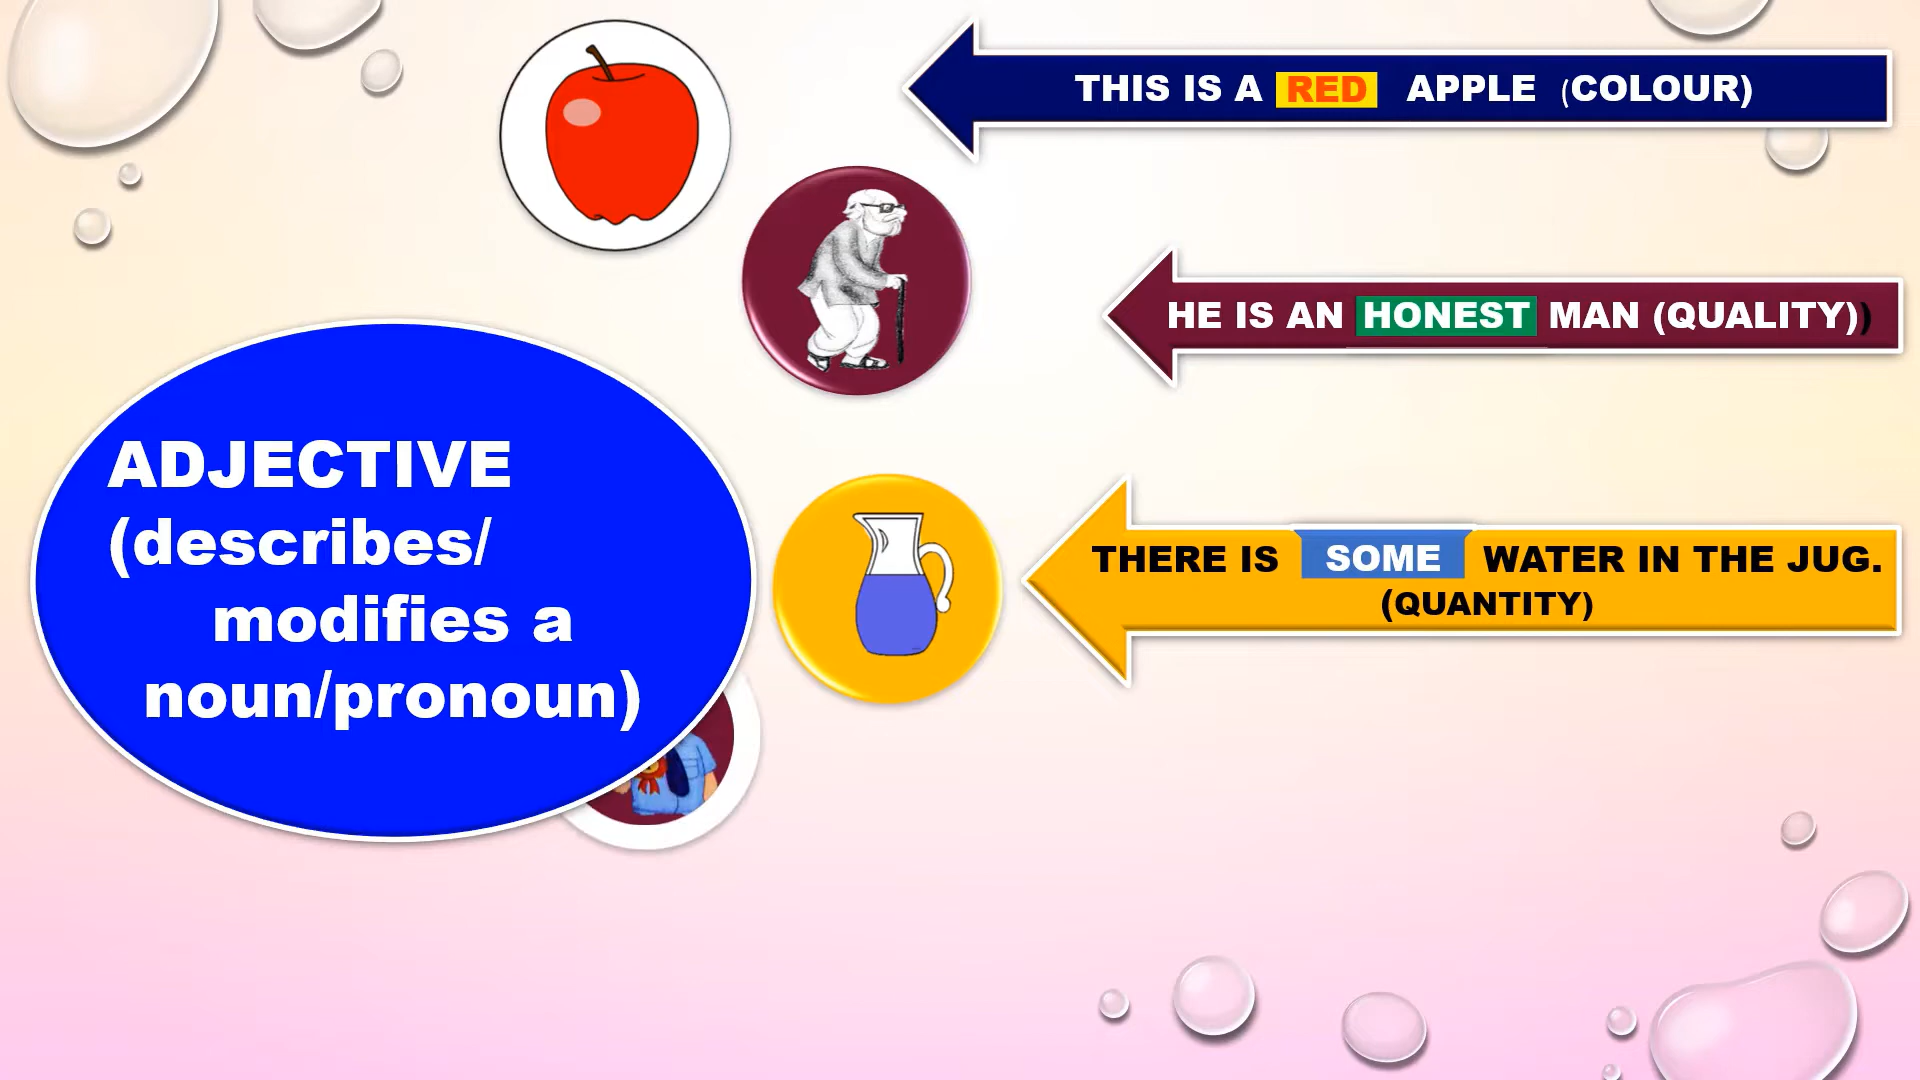 THIS IS A RED APPLE (COLOUR)
HE IS AN HONEST MAN (QUALITY))
ADJECTIVE
(describes/
modifies a
noun/pronoun)
THERE IS SOME WATER IN THE JUG.
(QUANTITY)